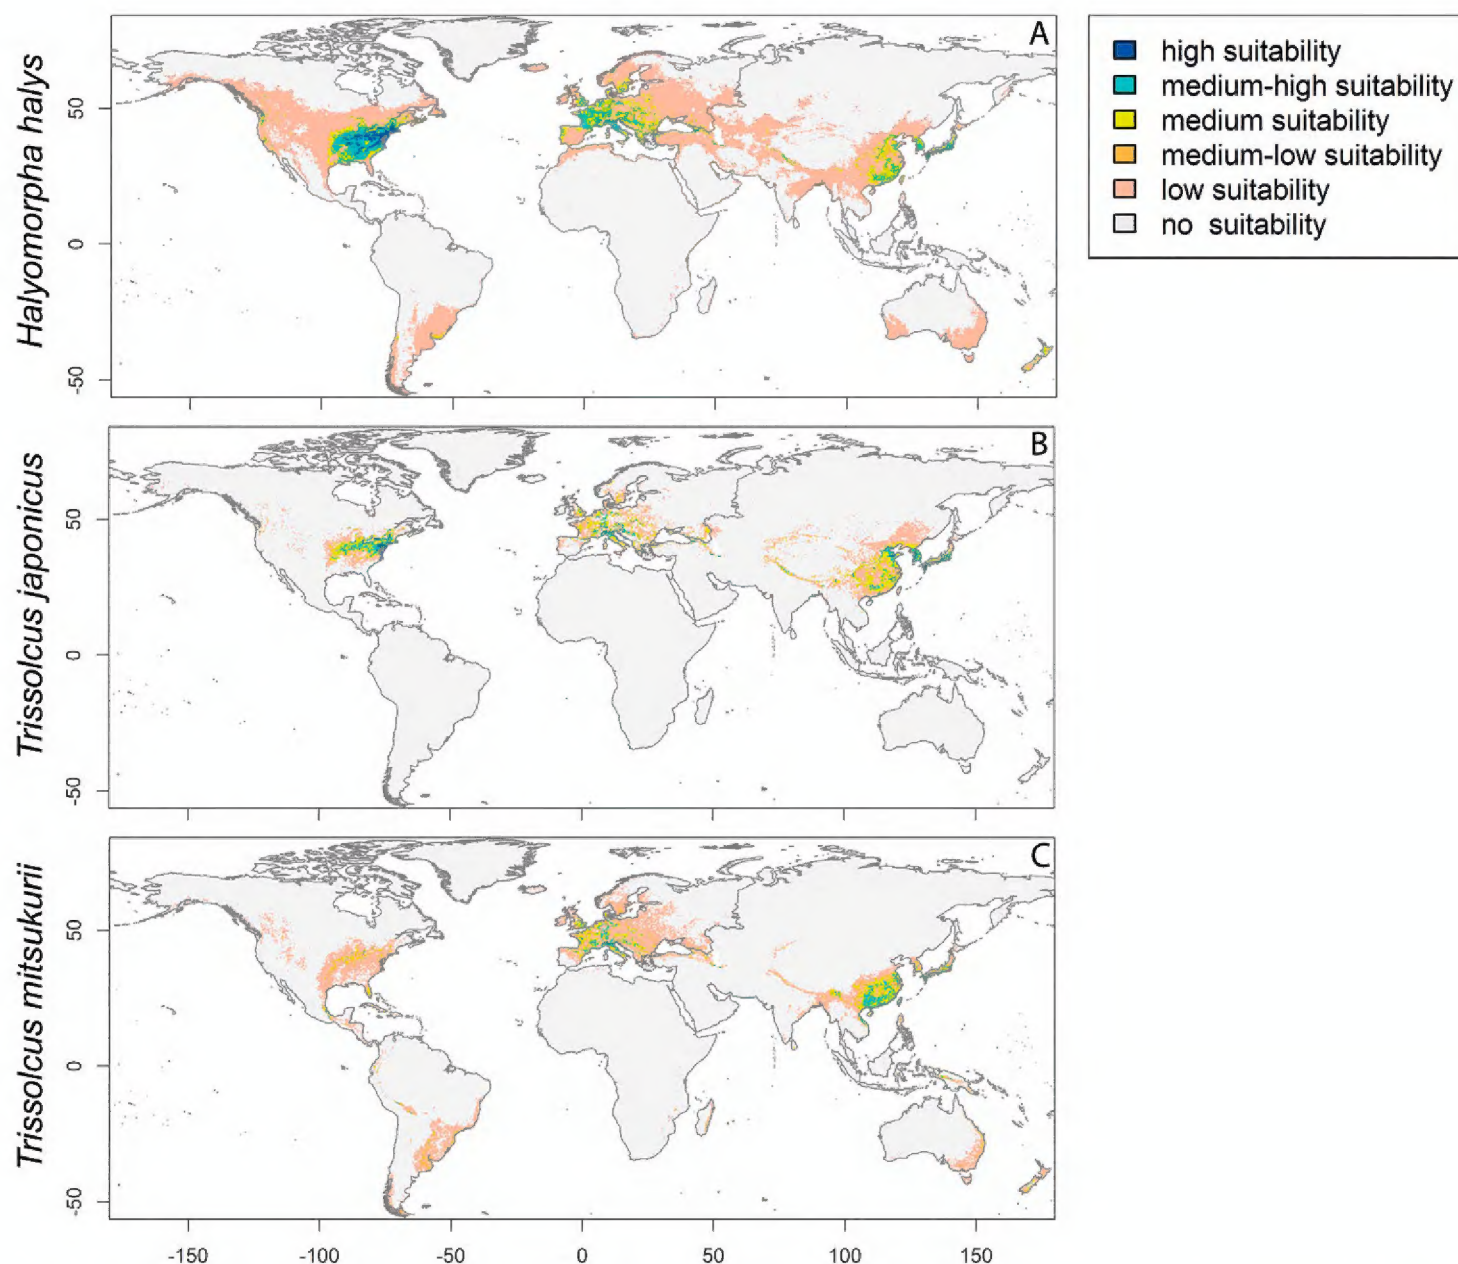 A
Halyomorpha halys
50
0
-50
high suitability
medium-high suitability
medium suitability
medium-low suitability
low suitability
no suitability
B
Trissolcus japonicus
50
0
-50
C
Trissolcus mitsukurii
50
0
-50
-150 -100 -50 0 50 100 150